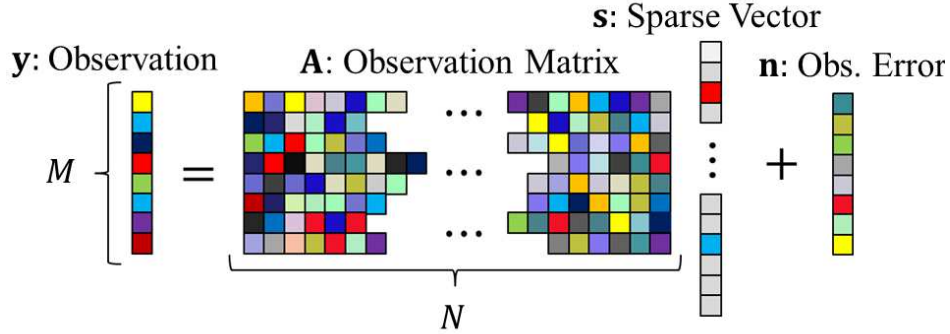 s: Sparse Vector
y: Observation
A: Observation Matrix
n: Obs. Error
M
=
...
...
...
⋮
+
N